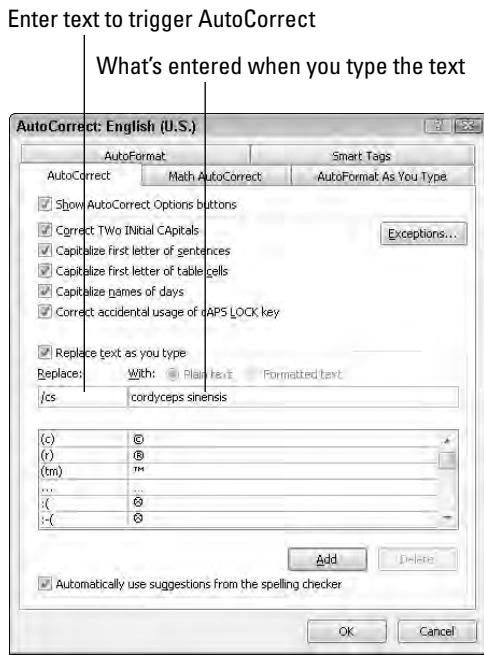 Enter text to trigger AutoCorrect
What's entered when you type the text
AutoCorrect: English (U.S.)
AutoFormat Smart Tags
AutoCorrect Math AutoCorrect AutoFormat As You Type
Show AutoCorrect Options buttons
Correct TWo INitial CApitals Exceptions...
Capitalize first letter of sentences
Capitalize first letter of table cells
Capitalize names of days
Correct accidental usage of cAPS LOCK key
Replace text as you type
Replace: With: Plain text Formatted text
/cs cordyceps sinensis
(c) ©
(r) ®
(tm) ™
... ...
:( ☹
:-( ☹
Add Delete
Automatically use suggestions from the spelling checker
OK Cancel